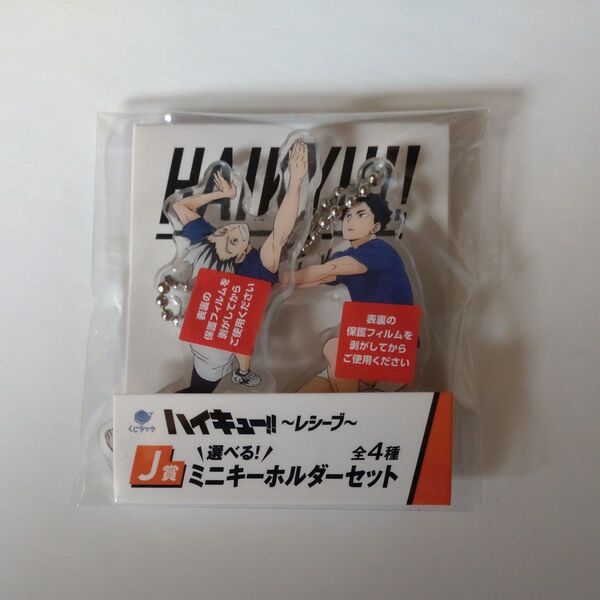 HAIKYU!!
表裏の
保護フィルムを
剥がしてから
ご使用ください
表裏の
保護フィルムを
剥がしてから
ご使用ください
くじラック
ハイキュー!! ～レシーブ～
J賞
選べる!
全4種
ミニキーホルダーセット